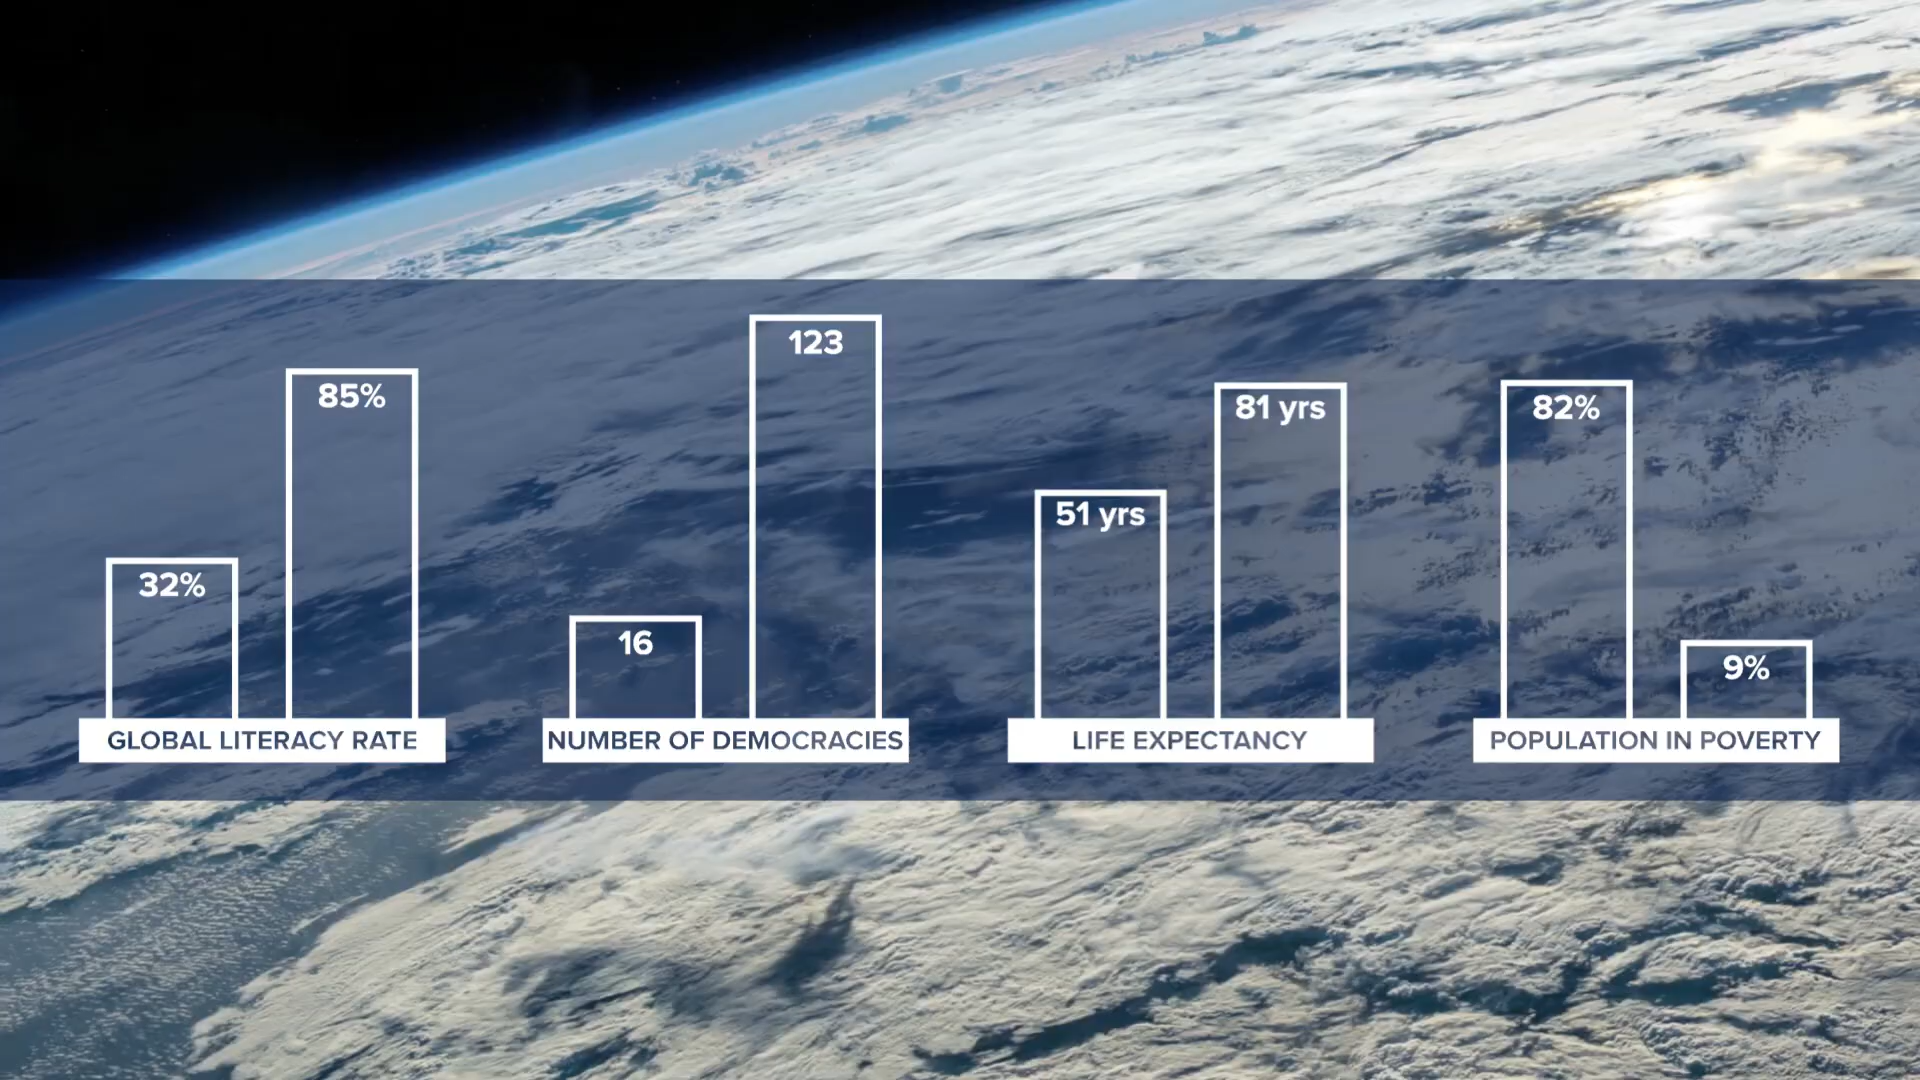 32%
85%
GLOBAL LITERACY RATE
16
123
NUMBER OF DEMOCRACIES
51 yrs
81 yrs
LIFE EXPECTANCY
82%
9%
POPULATION IN POVERTY